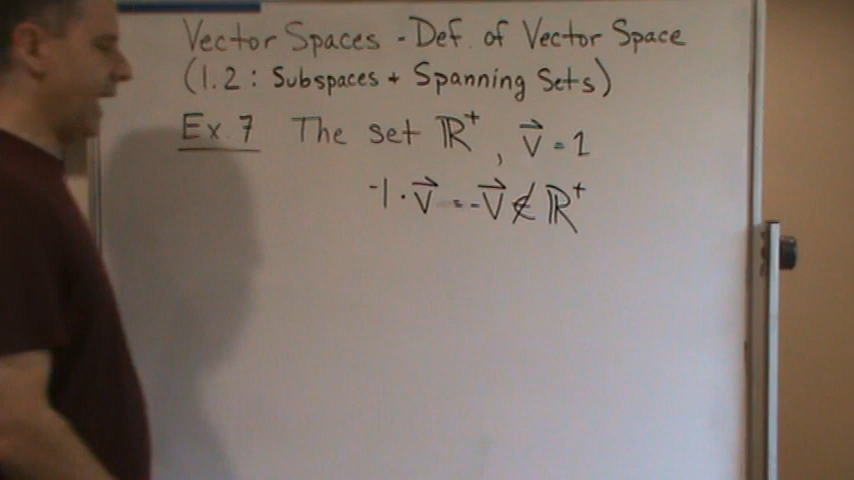 Vector Spaces - Def. of Vector Space
(1.2: Subspaces + Spanning Sets)
Ex. 7 The set ℝ⁺, v⃗ = 1
-1 · v⃗ = -v⃗ ∉ ℝ⁺